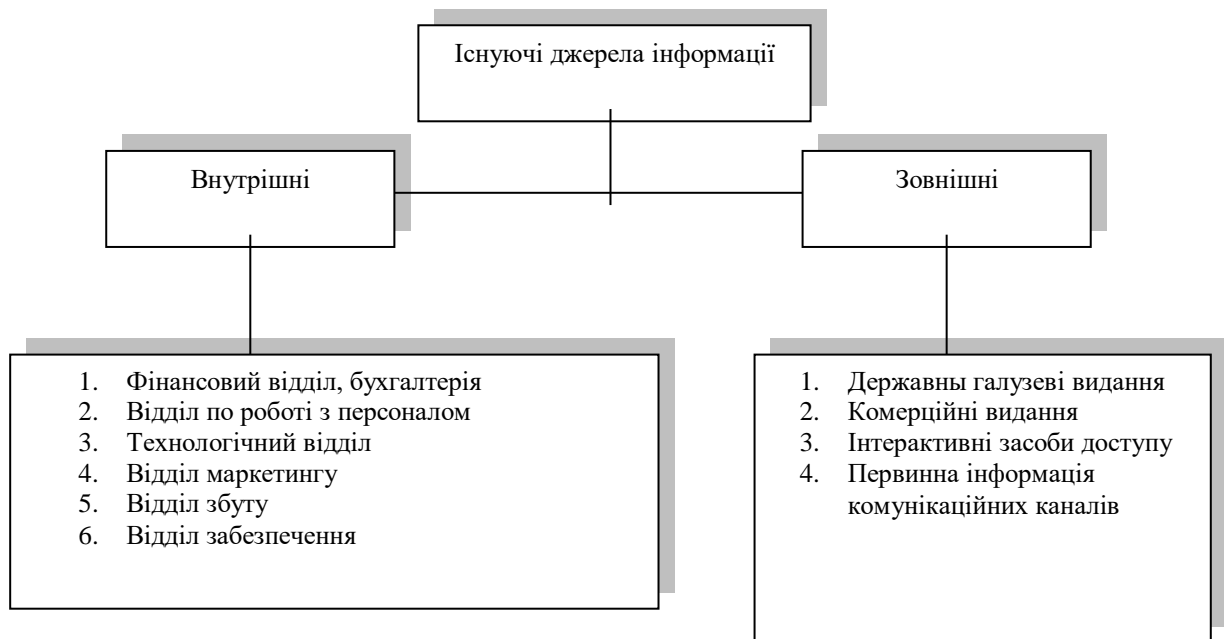 Існуючі джерела інформації
Внутрішні
Зовнішні
1. Фінансовий відділ, бухгалтерія
2. Відділ по роботі з персоналом
3. Технологічний відділ
4. Відділ маркетингу
5. Відділ збуту
6. Відділ забезпечення
1. Державны галузеві видання
2. Комерційні видання
3. Інтерактивні засоби доступу
4. Первинна інформація
комунікаційних каналів